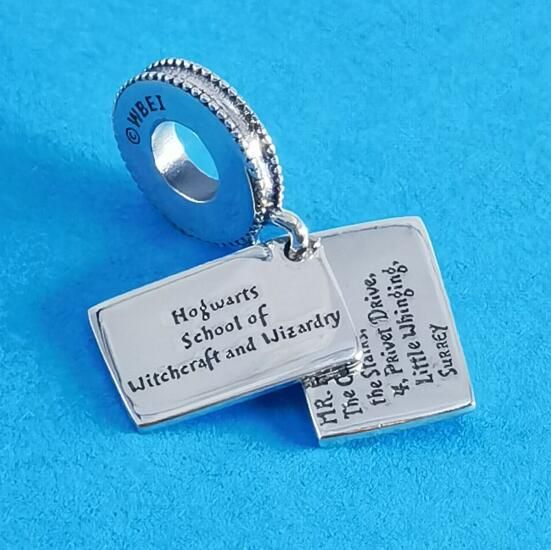 ©WBEI
Hogwarts
School of
Witchcraft and Wizardry
MR.
The
the Stairs,
4, Privet Drive,
Little Whinging,
SURREY